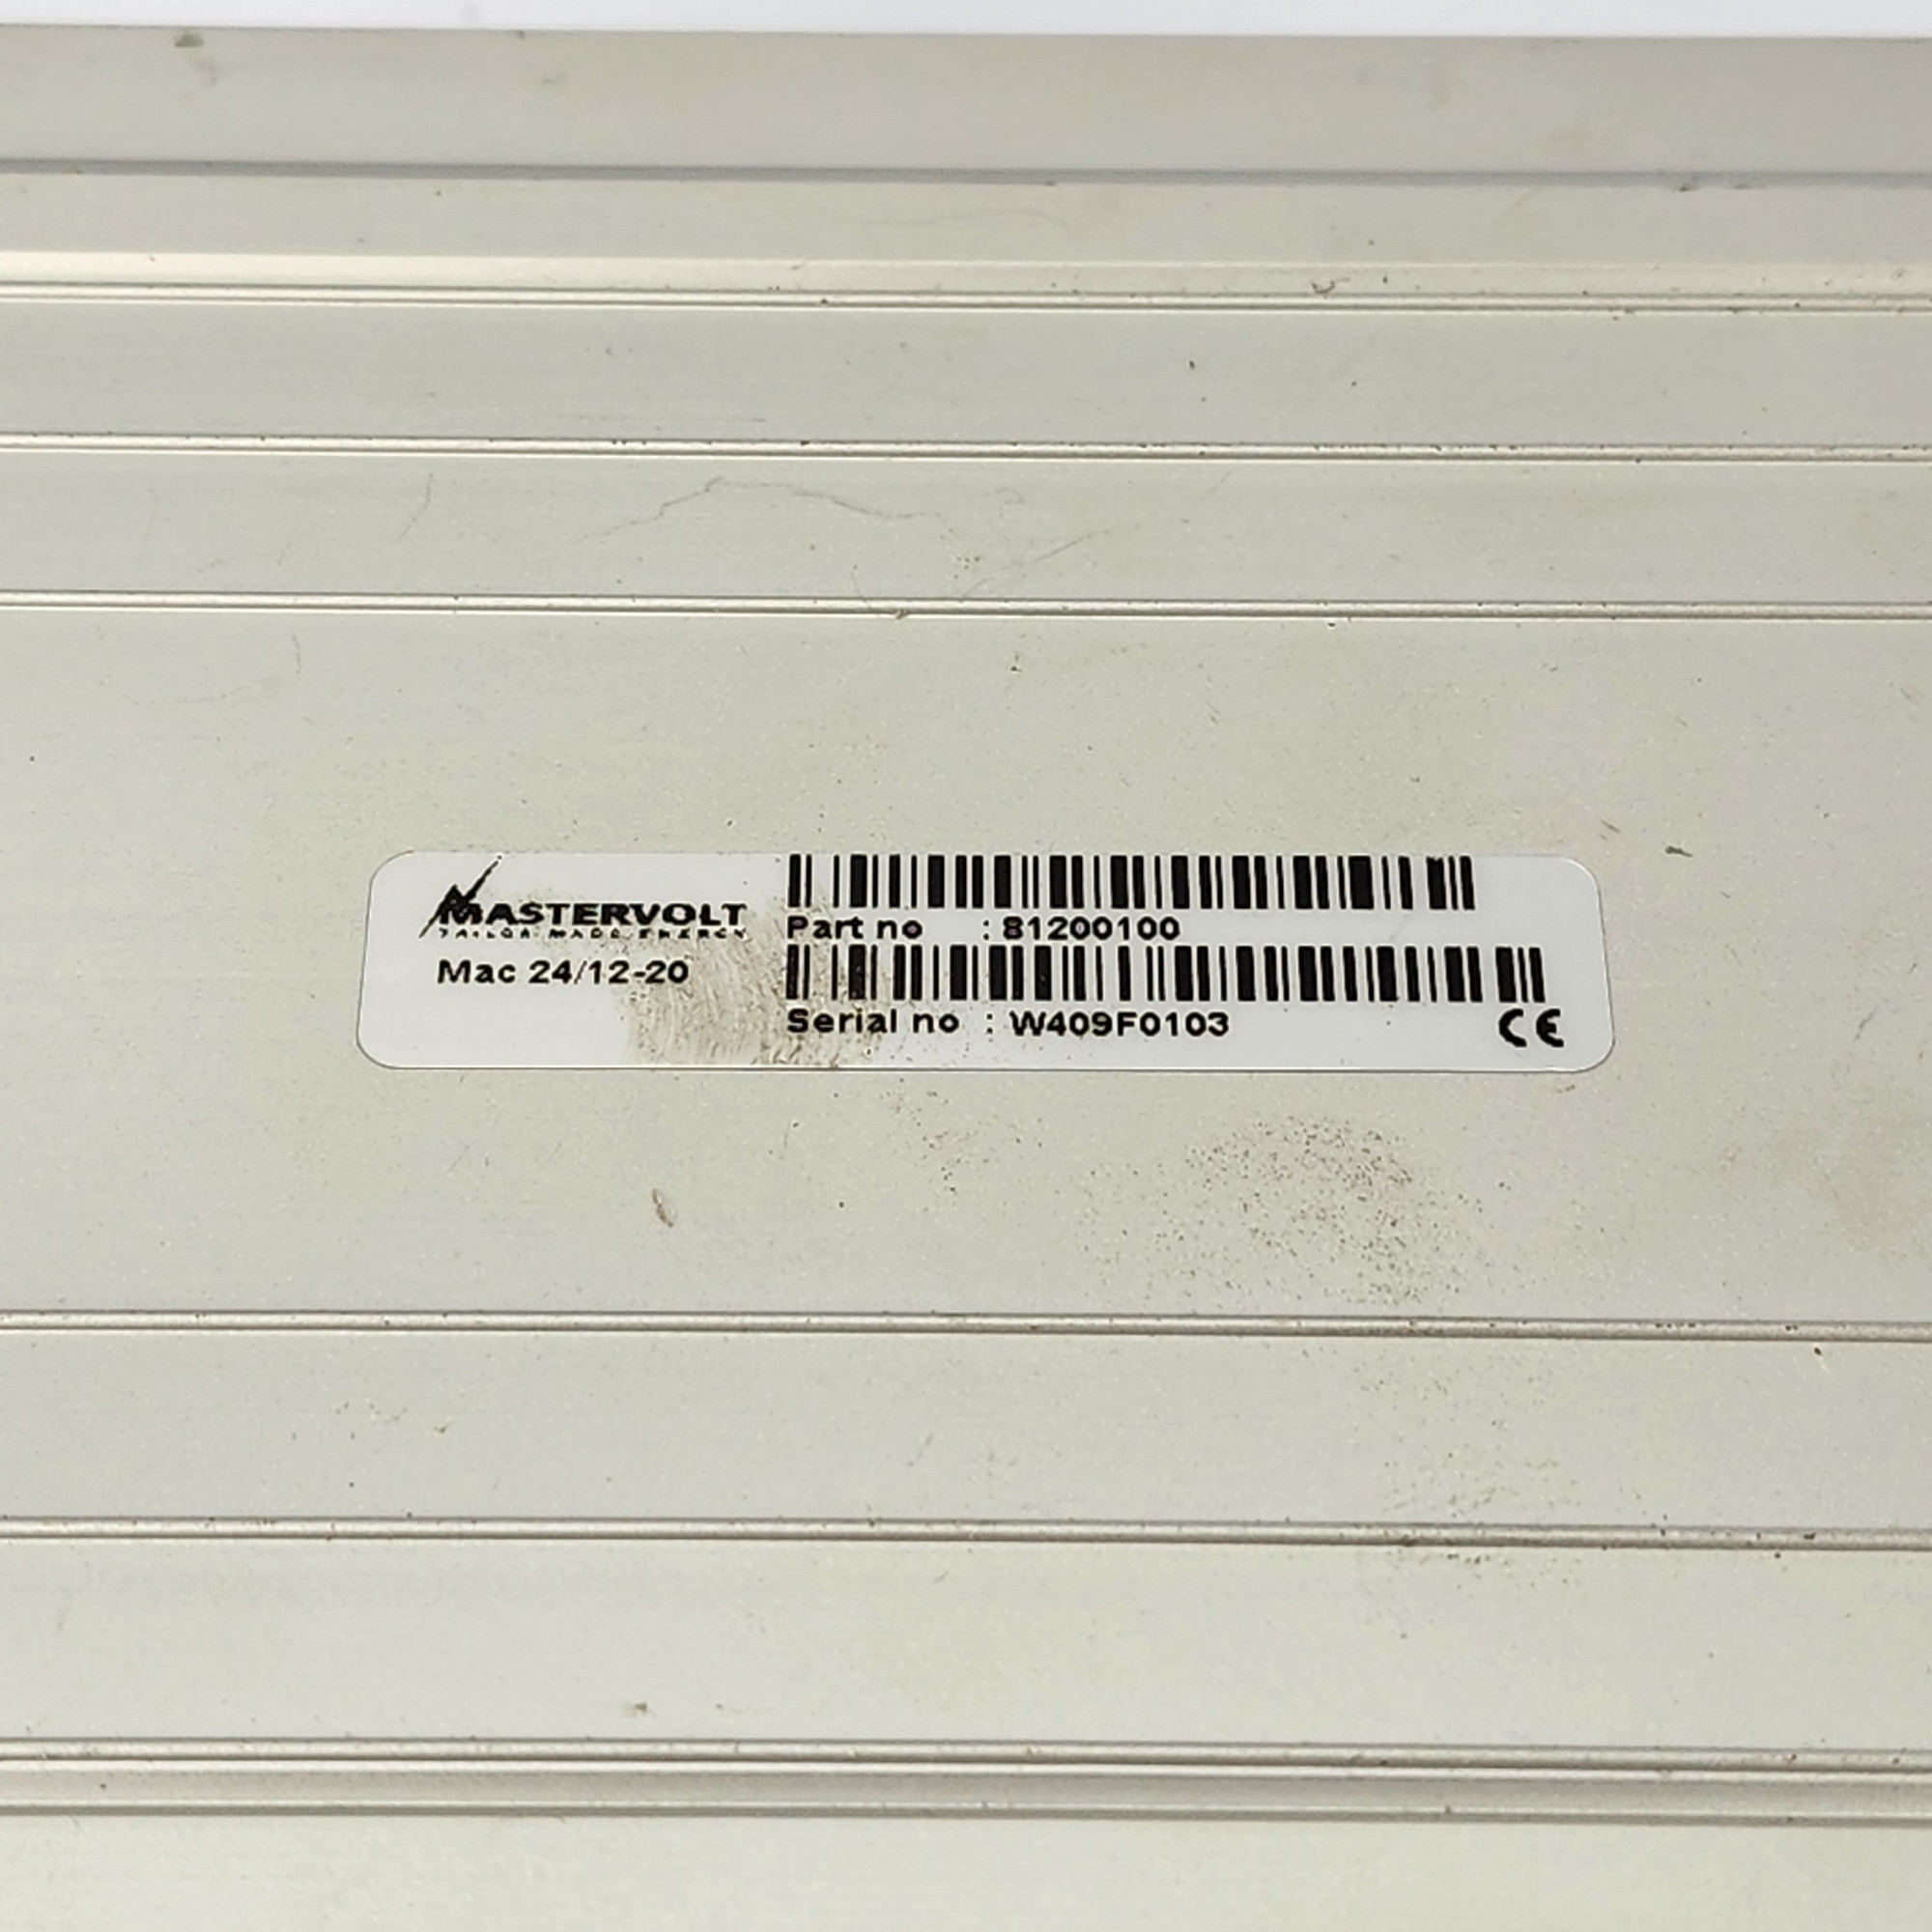 MASTERVOLT
TAILOR MADE ENERGY
Mac 24/12-20
Part no : 81200100
Serial no : W409F0103
CE